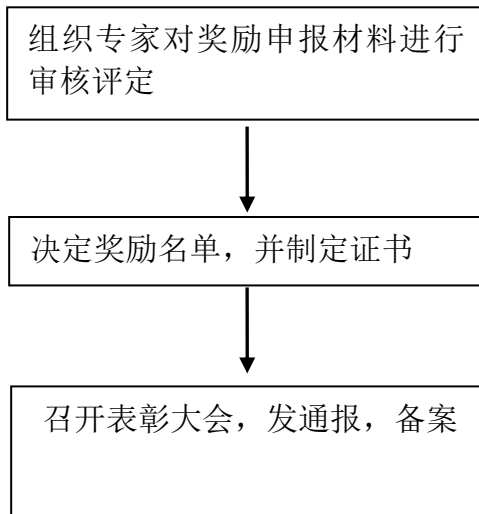 组织专家对奖励申报材料进行
审核评定
决定奖励名单，并制定证书
召开表彰大会，发通报，备案